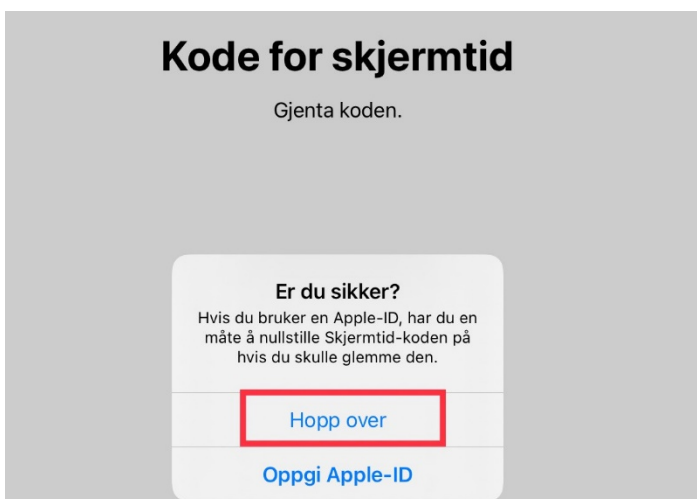 Kode for skjermtid
Gjenta koden.
Er du sikker?
Hvis du bruker en Apple-ID, har du en
måte å nullstille Skjermtid-koden på
hvis du skulle glemme den.
Hopp over
Oppgi Apple-ID